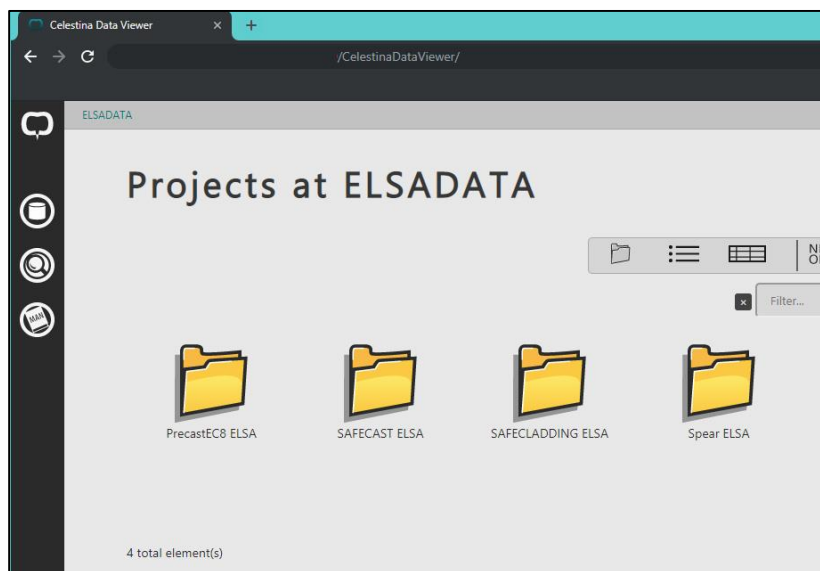 Celestina Data Viewer
/CelestinaDataViewer/
ELSADATA
Projects at ELSADATA
MAN
Filter...
PrecastEC8 ELSA
SAFECAST ELSA
SAFECLADDING ELSA
Spear ELSA
4 total element(s)